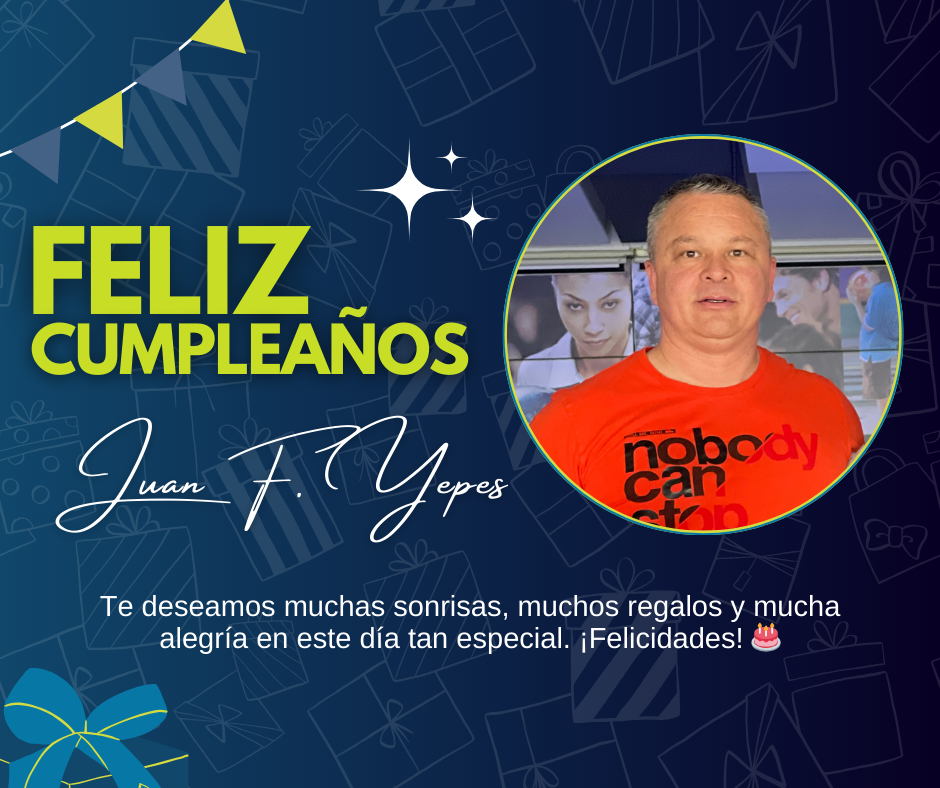 FELIZ
CUMPLEAÑOS
Juan F. Yepes
nobody
can
stop
Te deseamos muchas sonrisas, muchos regalos y mucha
alegría en este día tan especial. ¡Felicidades! 🎂